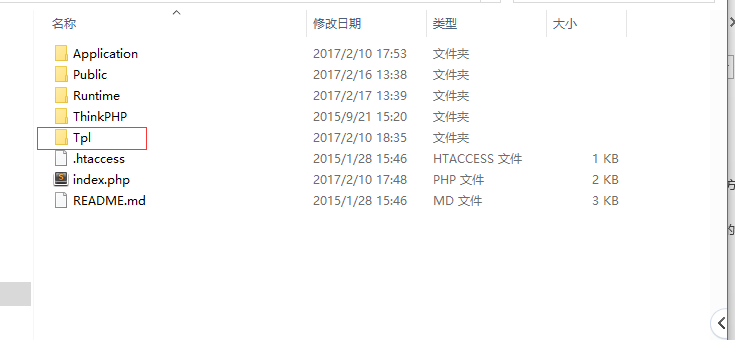 名称 修改日期 类型 大小
Application 2017/2/10 17:53 文件夹
Public 2017/2/16 13:38 文件夹
Runtime 2017/2/17 13:39 文件夹
ThinkPHP 2015/9/21 15:20 文件夹
Tpl 2017/2/10 18:35 文件夹
.htaccess 2015/1/28 15:46 HTACCESS 文件 1 KB
index.php 2017/2/10 17:48 PHP 文件 2 KB
README.md 2015/1/28 15:46 MD 文件 3 KB
方
的